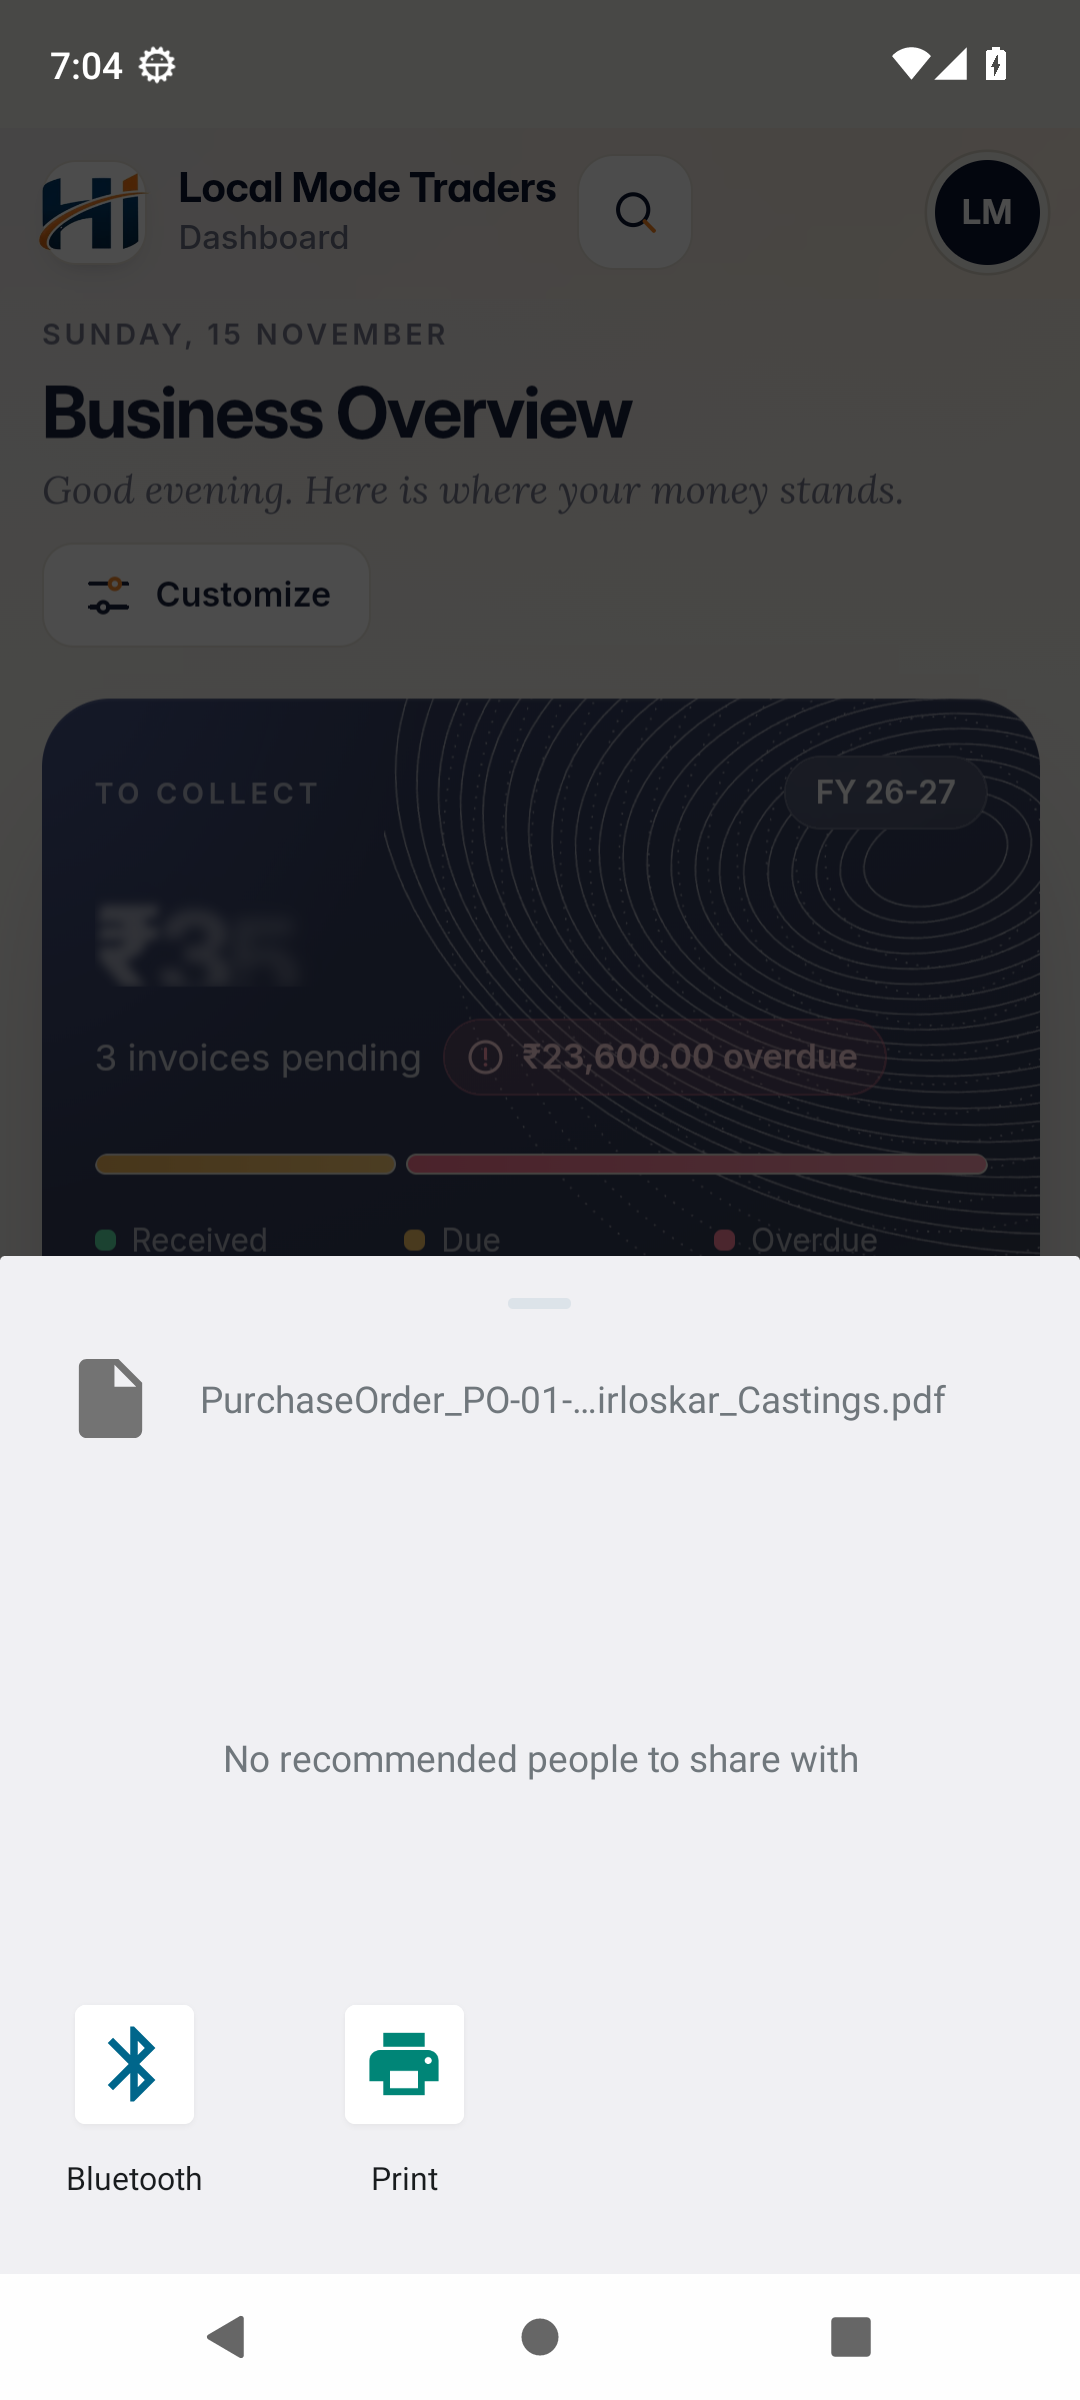 7:04
Hi
Local Mode Traders
Dashboard
LM
SUNDAY, 15 NOVEMBER
Business Overview
Good evening. Here is where your money stands.
Customize
TO COLLECT
FY 26-27
₹35
3 invoices pending
₹23,600.00 overdue
Received
Due
Overdue
PurchaseOrder_PO-01-...irloskar_Castings.pdf
No recommended people to share with
Bluetooth
Print